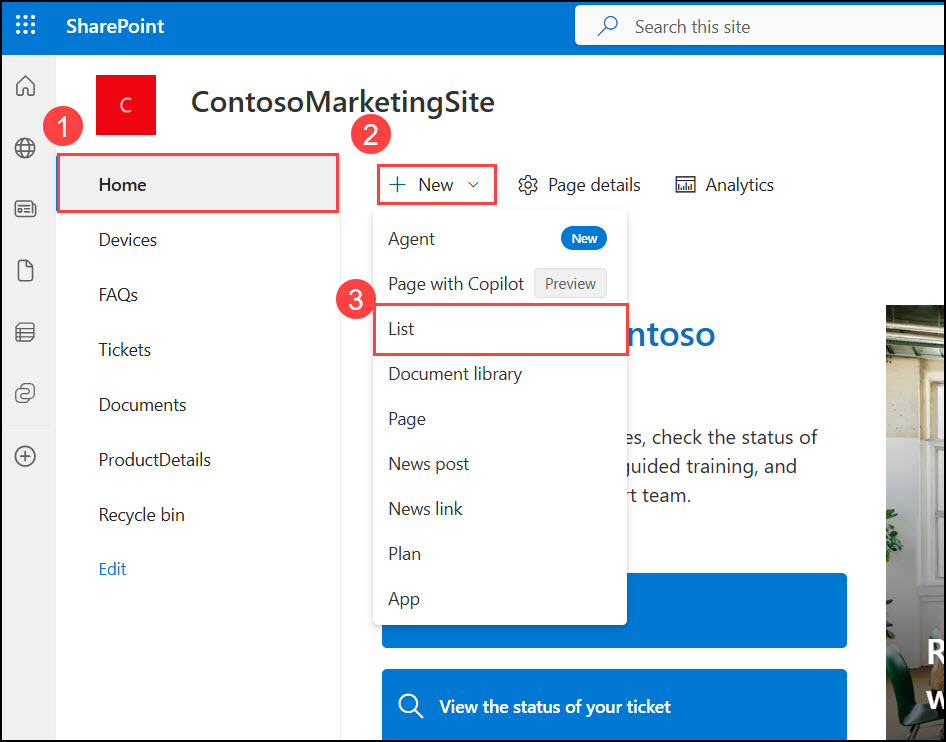 SharePoint
Search this site
C
ContosoMarketingSite
1
2
Home
New
Page details
Analytics
Devices
Agent
New
FAQs
Page with Copilot
Preview
3
List
ntoso
Tickets
Document library
Documents
Page
es, check the status of
ProductDetails
News post
guided training, and
rt team.
Recycle bin
News link
Edit
Plan
App
R
View the status of your ticket
w